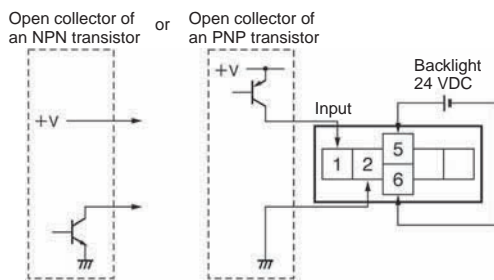 Open collector of
an NPN transistor
or
Open collector of
an PNP transistor
+V
+V
Input
Backlight
24 VDC
1
2
5
6